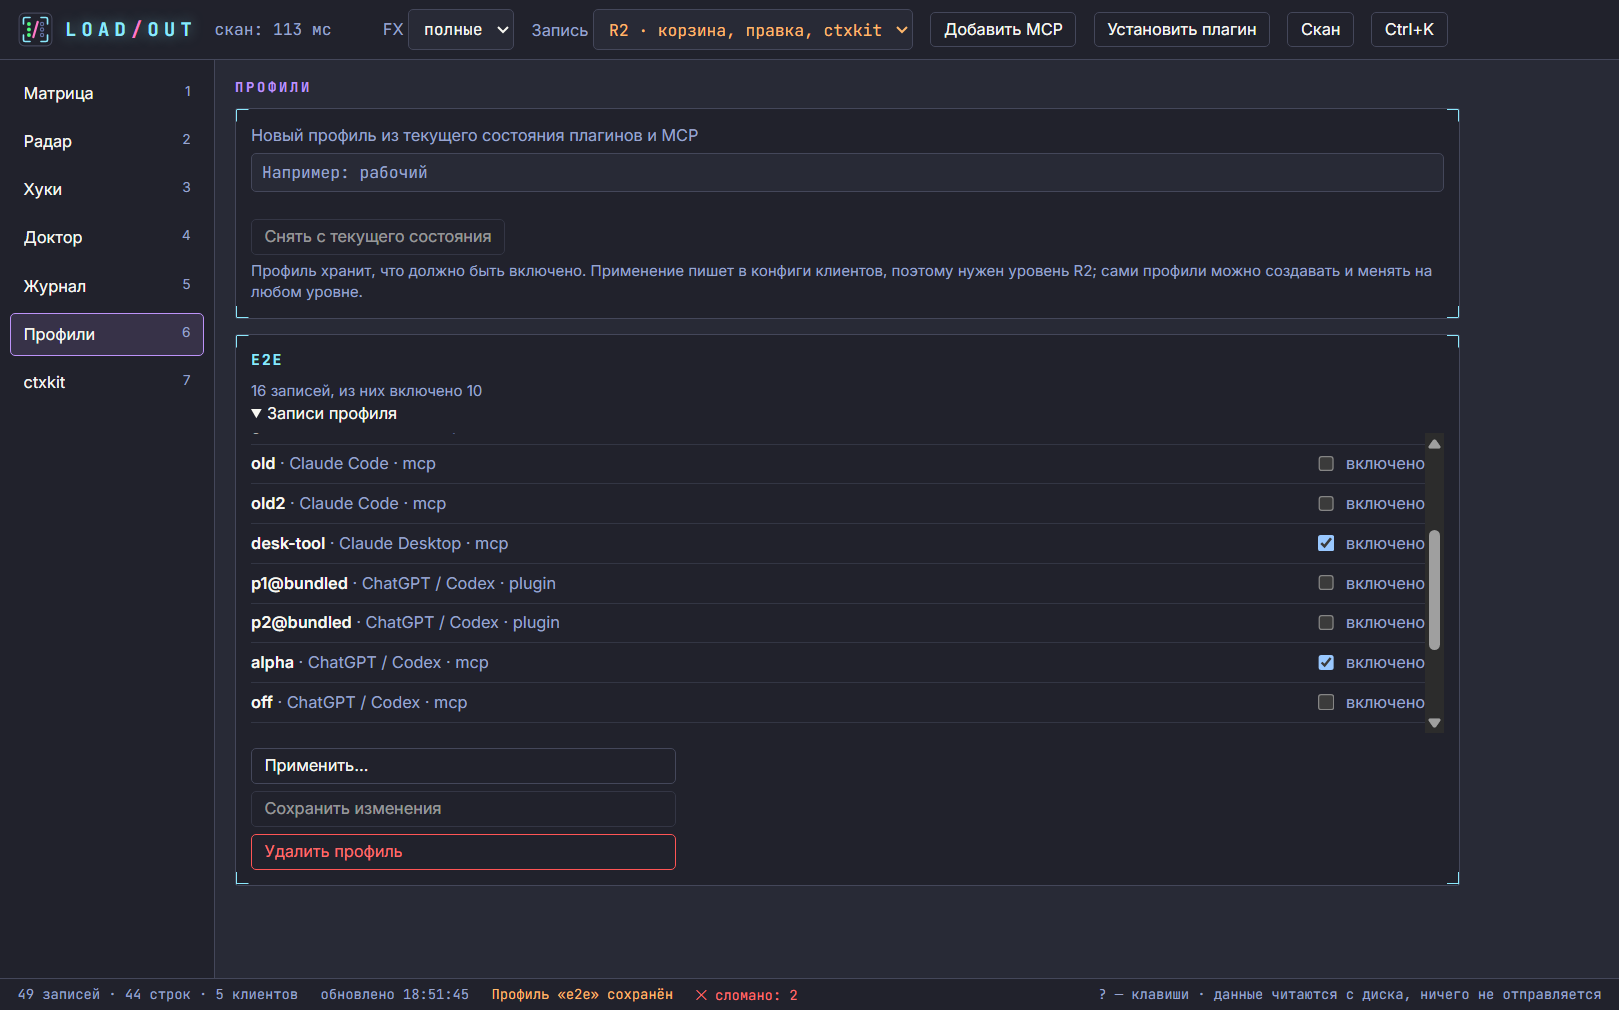 LOAD/OUT скан: 113 мс FX полные Запись R2 · корзина, правка, ctxkit Добавить MCP Установить плагин Скан Ctrl+K
Матрица 1
Радар 2
Хуки 3
Доктор 4
Журнал 5
Профили 6
ctxkit 7
ПРОФИЛИ
Новый профиль из текущего состояния плагинов и MCP
Например: рабочий
Снять с текущего состояния
Профиль хранит, что должно быть включено. Применение пишет в конфиги клиентов, поэтому нужен уровень R2; сами профили можно создавать и менять на
любом уровне.
E2E
16 записей, из них включено 10
▼ Записи профиля
old · Claude Code · mcp включено
old2 · Claude Code · mcp включено
desk-tool · Claude Desktop · mcp включено
p1@bundled · ChatGPT / Codex · plugin включено
p2@bundled · ChatGPT / Codex · plugin включено
alpha · ChatGPT / Codex · mcp включено
off · ChatGPT / Codex · mcp включено
Применить...
Сохранить изменения
Удалить профиль
49 записей · 44 строк · 5 клиентов обновлено 18:51:45 Профиль «e2e» сохранён × сломано: 2 ? — клавиши · данные читаются с диска, ничего не отправляется